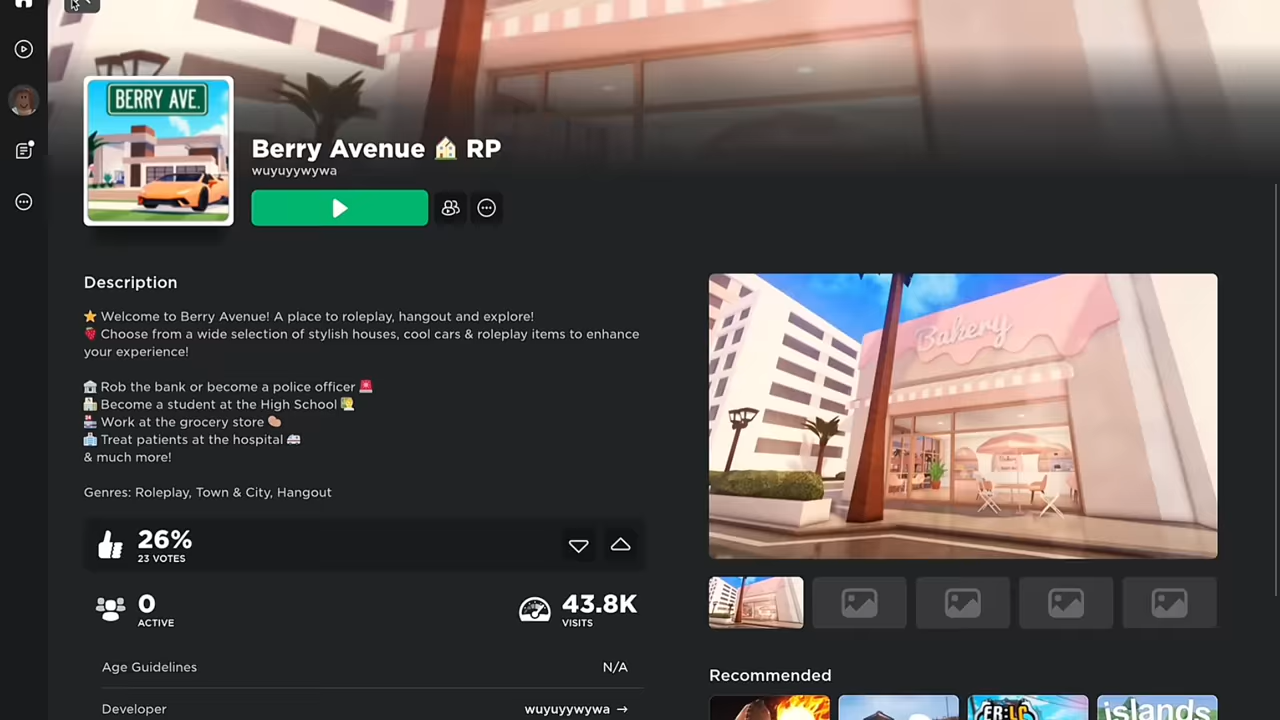 BERRY AVE.
Berry Avenue 🏠 RP
wuyuyywywa
Description
⭐ Welcome to Berry Avenue! A place to roleplay, hangout and explore!
🍓 Choose from a wide selection of stylish houses, cool cars & roleplay items to enhance
your experience!
🏦 Rob the bank or become a police officer 🚨
🏫 Become a student at the High School 🙋
🏪 Work at the grocery store 🥔
🏥 Treat patients at the hospital 🚑
& much more!
Genres: Roleplay, Town & City, Hangout
26%
23 VOTES
0
ACTIVE
43.8K
VISITS
Age Guidelines
N/A
Developer
wuyuyywywa →
Bakery
Recommended
ER:LC
islands